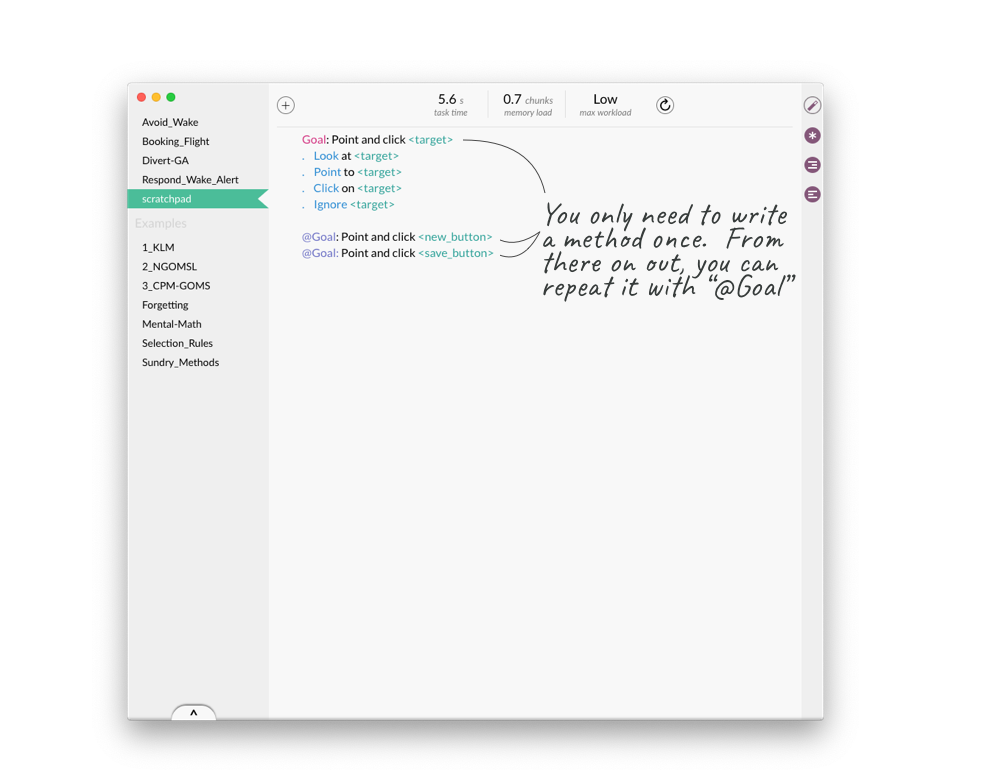 Avoid_Wake
Booking_Flight
Divert-GA
Respond_Wake_Alert
scratchpad
Examples
1_KLM
2_NGOMSL
3_CPM-GOMS
Forgetting
Mental-Math
Selection_Rules
Sundry_Methods
^
5.6 s
task time
0.7 chunks
memory load
Low
max workload
Goal: Point and click <target>
. Look at <target>
. Point to <target>
. Click on <target>
. Ignore <target>
@Goal: Point and click <new_button>
@Goal: Point and click <save_button>
You only need to write
a method once. From
there on out, you can
repeat it with “@Goal”